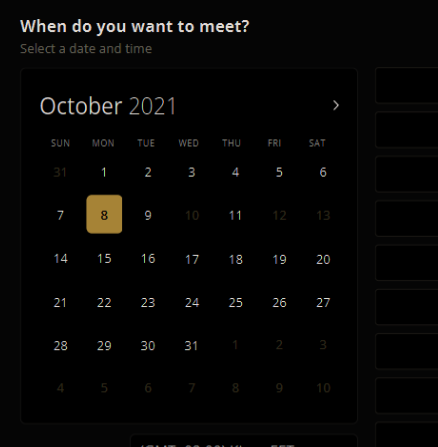 When do you want to meet?
Select a date and time
October 2021
SUN MON TUE WED THU FRI SAT
31 1 2 3 4 5 6
7 8 9 10 11 12 13
14 15 16 17 18 19 20
21 22 23 24 25 26 27
28 29 30 31 1 2 3
4 5 6 7 8 9 10